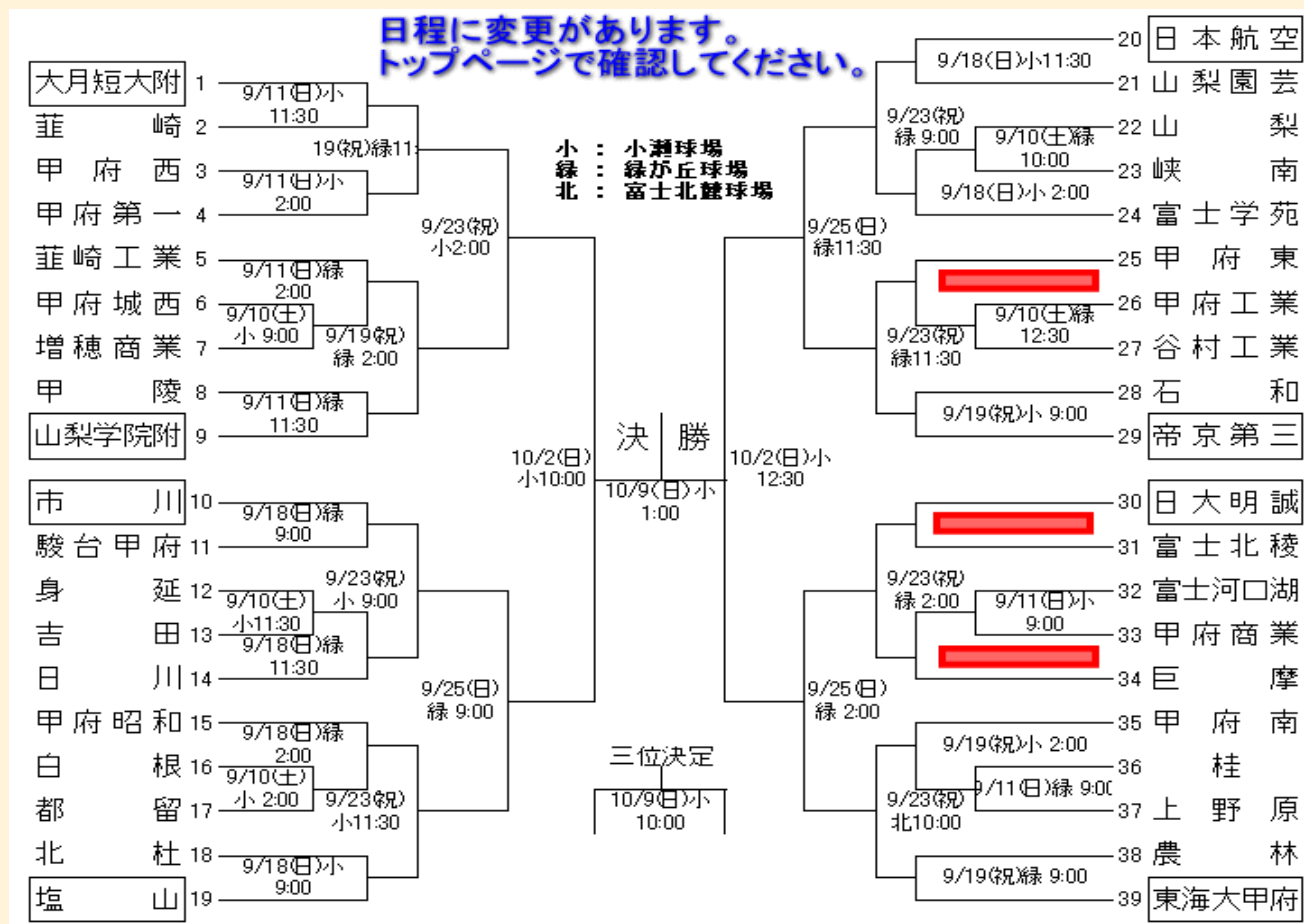 日程に変更があります。
トップページで確認してください。
小 : 小瀬球場
緑 : 緑が丘球場
北 : 富士北麓球場
大月短大附 1
9/11(日)小
11:30
韮崎 2
19(祝)緑11:
甲府西 3
9/11(日)小
2:00
甲府第一 4
9/23(祝)
小2:00
韮崎工業 5
9/11(日)緑
2:00
甲府城西 6
9/10(土)
小 9:00
増穂商業 7
9/19(祝)
緑 2:00
甲陵 8
9/11(日)緑
11:30
山梨学院附 9
10/2(日)
小10:00
市川 10
9/18(日)緑
9:00
駿台甲府 11
9/23(祝)
小 9:00
身延 12
9/10(土)
小11:30
吉田 13
9/18(日)緑
11:30
日川 14
9/25(日)
緑 9:00
甲府昭和 15
9/18(日)緑
2:00
白根 16
9/10(土)
小 2:00
都留 17
9/23(祝)
小11:30
北杜 18
9/18(日)小
9:00
塩山 19
決勝
10/9(日)小
1:00
三位決定
10/9(日)小
10:00
20 日本航空
9/18(日)小11:30
21 山梨園芸
9/23(祝)
緑 9:00
22 山梨
9/10(土)緑
10:00
23 峡南
9/18(日)小 2:00
24 富士学苑
9/25(日)
緑11:30
25 甲府東
26 甲府工業
9/10(土)緑
12:30
27 谷村工業
9/23(祝)
緑11:30
28 石和
9/19(祝)小 9:00
29 帝京第三
10/2(日)小
12:30
30 日大明誠
31 富士北稜
9/23(祝)
緑 2:00
32 富士河口湖
9/11(日)小
9:00
33 甲府商業
34 巨摩
9/25(日)
緑 2:00
35 甲府南
9/19(祝)小 2:00
36 桂
9/11(日)緑 9:00
37 上野原
9/23(祝)
北10:00
38 農林
9/19(祝)緑 9:00
39 東海大甲府